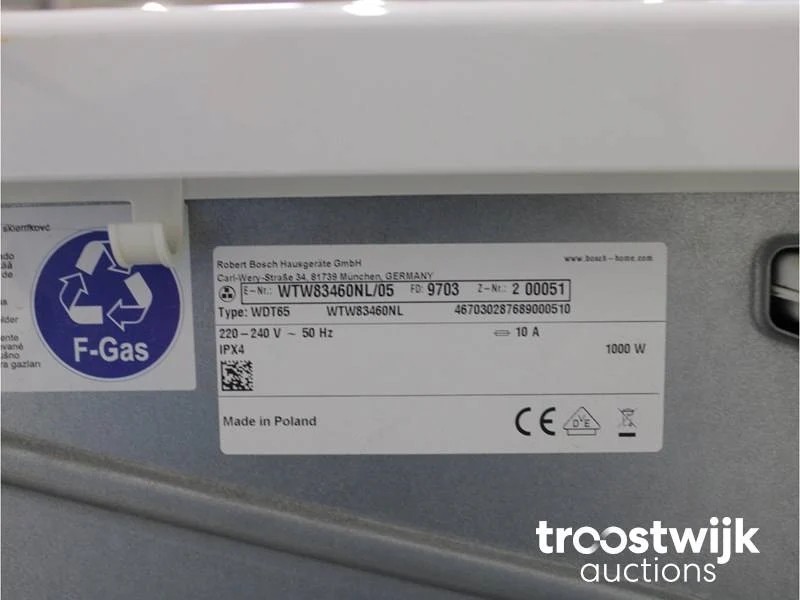 Robert Bosch Hausgeräte GmbH
www.bosch-home.com
Carl-Wery-Straße 34, 81739 München, GERMANY
E-Nr.: WTW83460NL/05 FD: 9703 Z-Nr.: 2 00051
Type: WDT65 WTW83460NL 467030287689000510
220-240 V ~ 50 Hz 10 A
IPX4 1000 W
Made in Poland
CE VDE
F-Gas
troostwijk
auctions